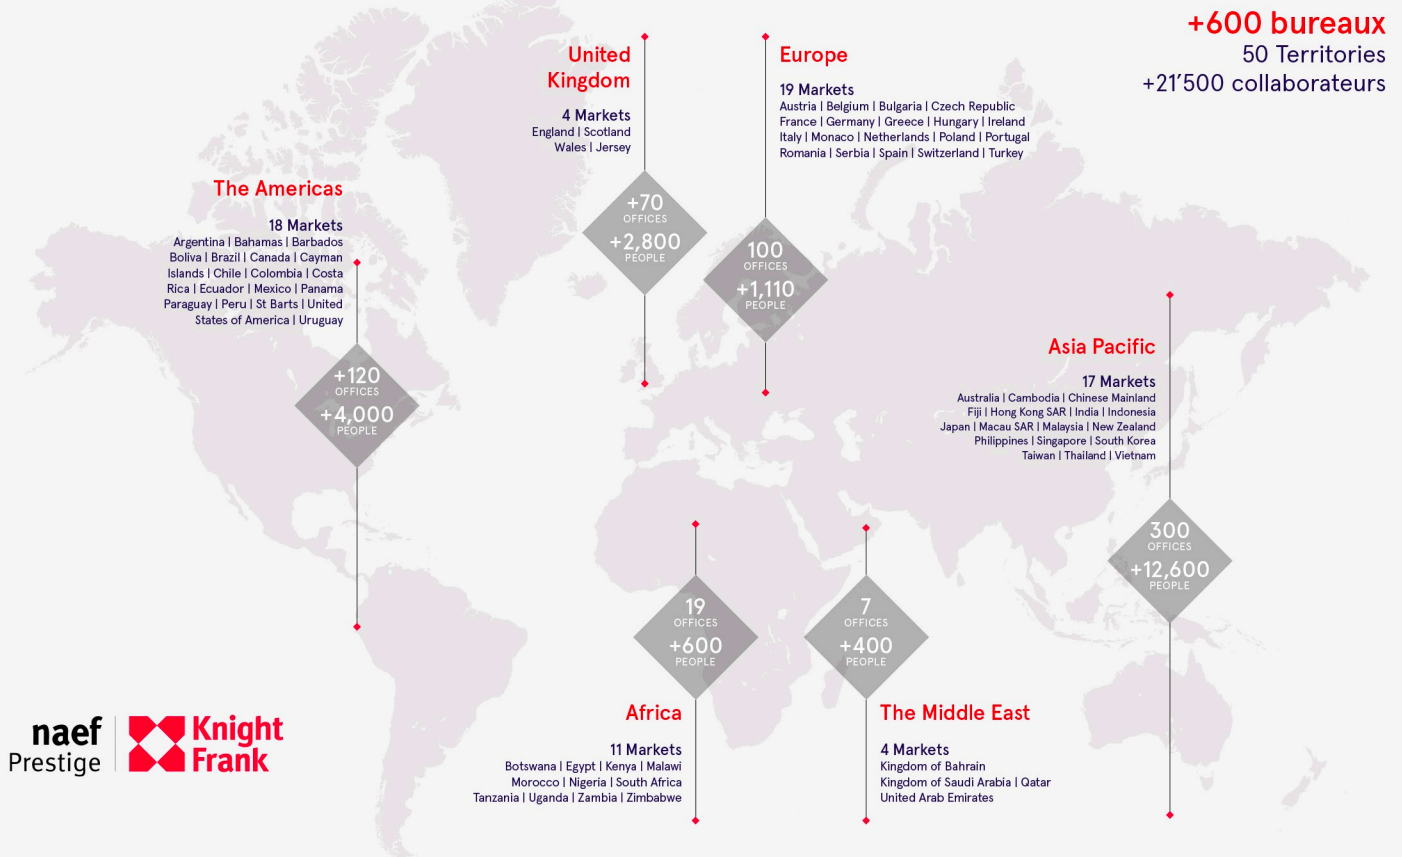 +600 bureaux
50 Territories
+21'500 collaborateurs
United
Kingdom
4 Markets
England | Scotland
Wales | Jersey
+70
OFFICES
+2,800
PEOPLE
Europe
19 Markets
Austria | Belgium | Bulgaria | Czech Republic
France | Germany | Greece | Hungary | Ireland
Italy | Monaco | Netherlands | Poland | Portugal
Romania | Serbia | Spain | Switzerland | Turkey
100
OFFICES
+1,110
PEOPLE
The Americas
18 Markets
Argentina | Bahamas | Barbados
Boliva | Brazil | Canada | Cayman
Islands | Chile | Colombia | Costa
Rica | Ecuador | Mexico | Panama
Paraguay | Peru | St Barts | United
States of America | Uruguay
+120
OFFICES
+4,000
PEOPLE
Asia Pacific
17 Markets
Australia | Cambodia | Chinese Mainland
Fiji | Hong Kong SAR | India | Indonesia
Japan | Macau SAR | Malaysia | New Zealand
Philippines | Singapore | South Korea
Taiwan | Thailand | Vietnam
300
OFFICES
+12,600
PEOPLE
19
OFFICES
+600
PEOPLE
Africa
11 Markets
Botswana | Egypt | Kenya | Malawi
Morocco | Nigeria | South Africa
Tanzania | Uganda | Zambia | Zimbabwe
7
OFFICES
+400
PEOPLE
The Middle East
4 Markets
Kingdom of Bahrain
Kingdom of Saudi Arabia | Qatar
United Arab Emirates
naef
Prestige
Knight
Frank